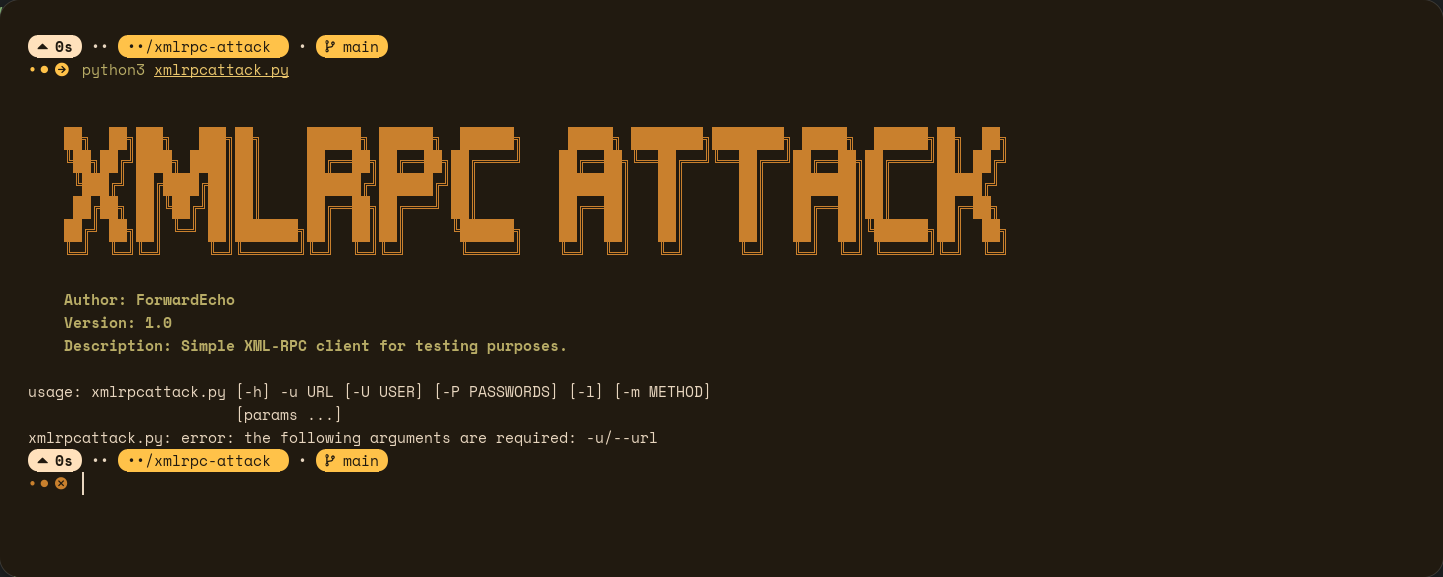 0s •• ••/xmlrpc-attack • main
python3 xmlrpcattack.py
XMLRPC ATTACK
Author: ForwardEcho
Version: 1.0
Description: Simple XML-RPC client for testing purposes.
usage: xmlrpcattack.py [-h] -u URL [-U USER] [-P PASSWORDS] [-l] [-m METHOD]
[params ...]
xmlrpcattack.py: error: the following arguments are required: -u/--url
0s •• ••/xmlrpc-attack • main